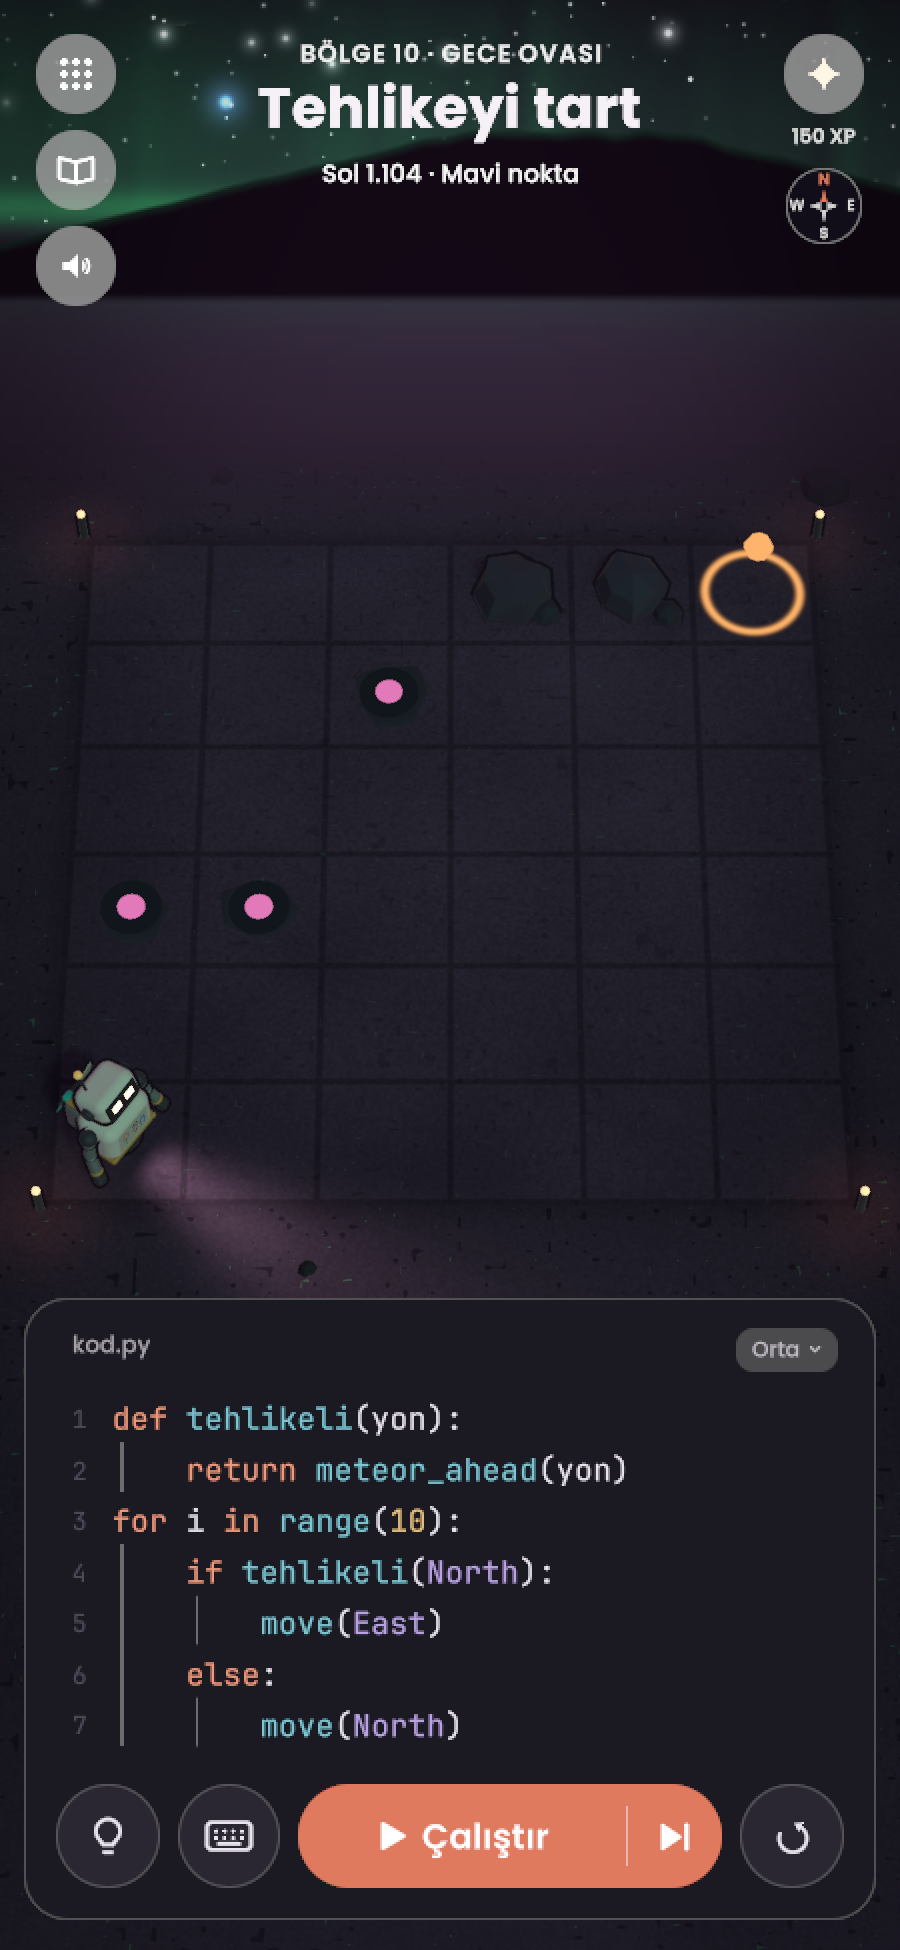 BÖLGE 10 · GECE OVASI
Tehlikeyi tart
Sol 1.104 · Mavi nokta
150 XP
N
W E
S
kod.py
Orta
1 def tehlikeli(yon):
2 return meteor_ahead(yon)
3 for i in range(10):
4 if tehlikeli(North):
5 move(East)
6 else:
7 move(North)
Çalıştır